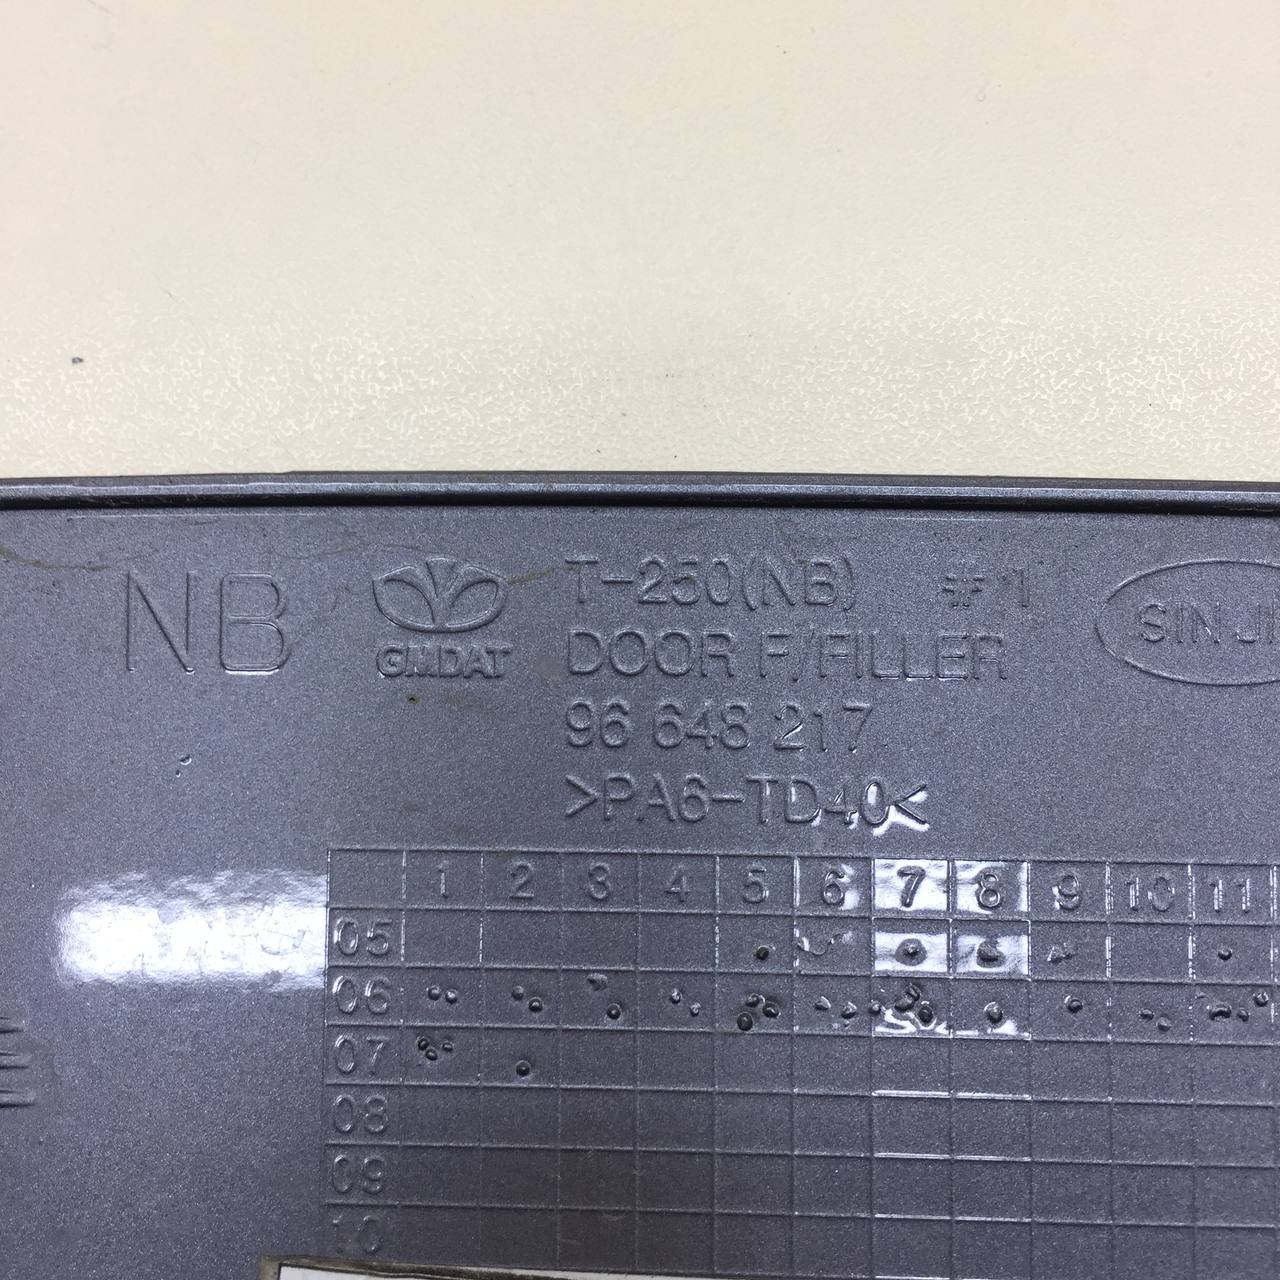 NB
GMDAT
T-250(NB) #1
DOOR F/FILLER
96 648 217
>PA6-TD40<
SINJI
1 2 3 4 5 6 7 8 9 10 11
05
06
07
08
09
10